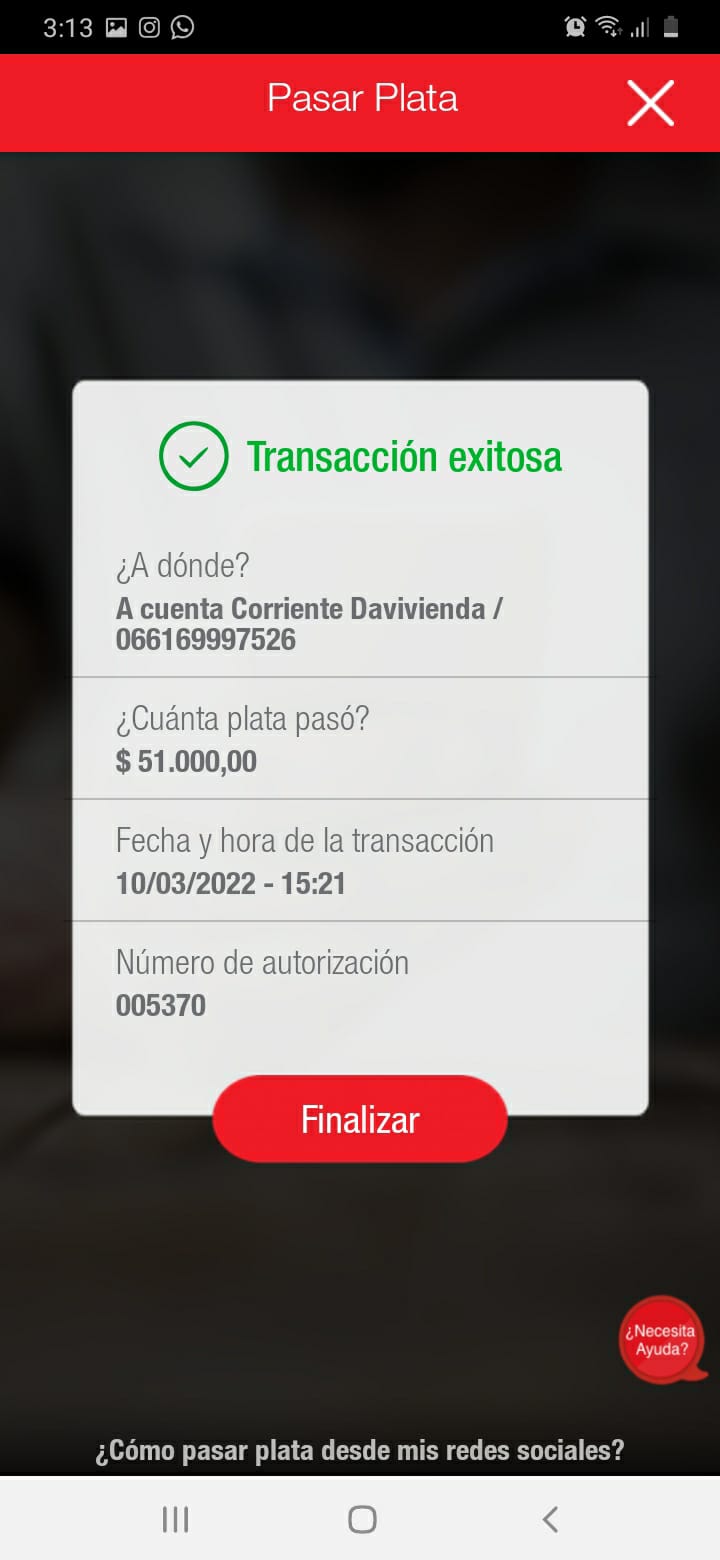 3:13
Pasar Plata
Transacción exitosa
¿A dónde?
A cuenta Corriente Davivienda /
066169997526
¿Cuánta plata pasó?
$ 51.000,00
Fecha y hora de la transacción
10/03/2022 - 15:21
Número de autorización
005370
Finalizar
¿Necesita
Ayuda?
¿Cómo pasar plata desde mis redes sociales?